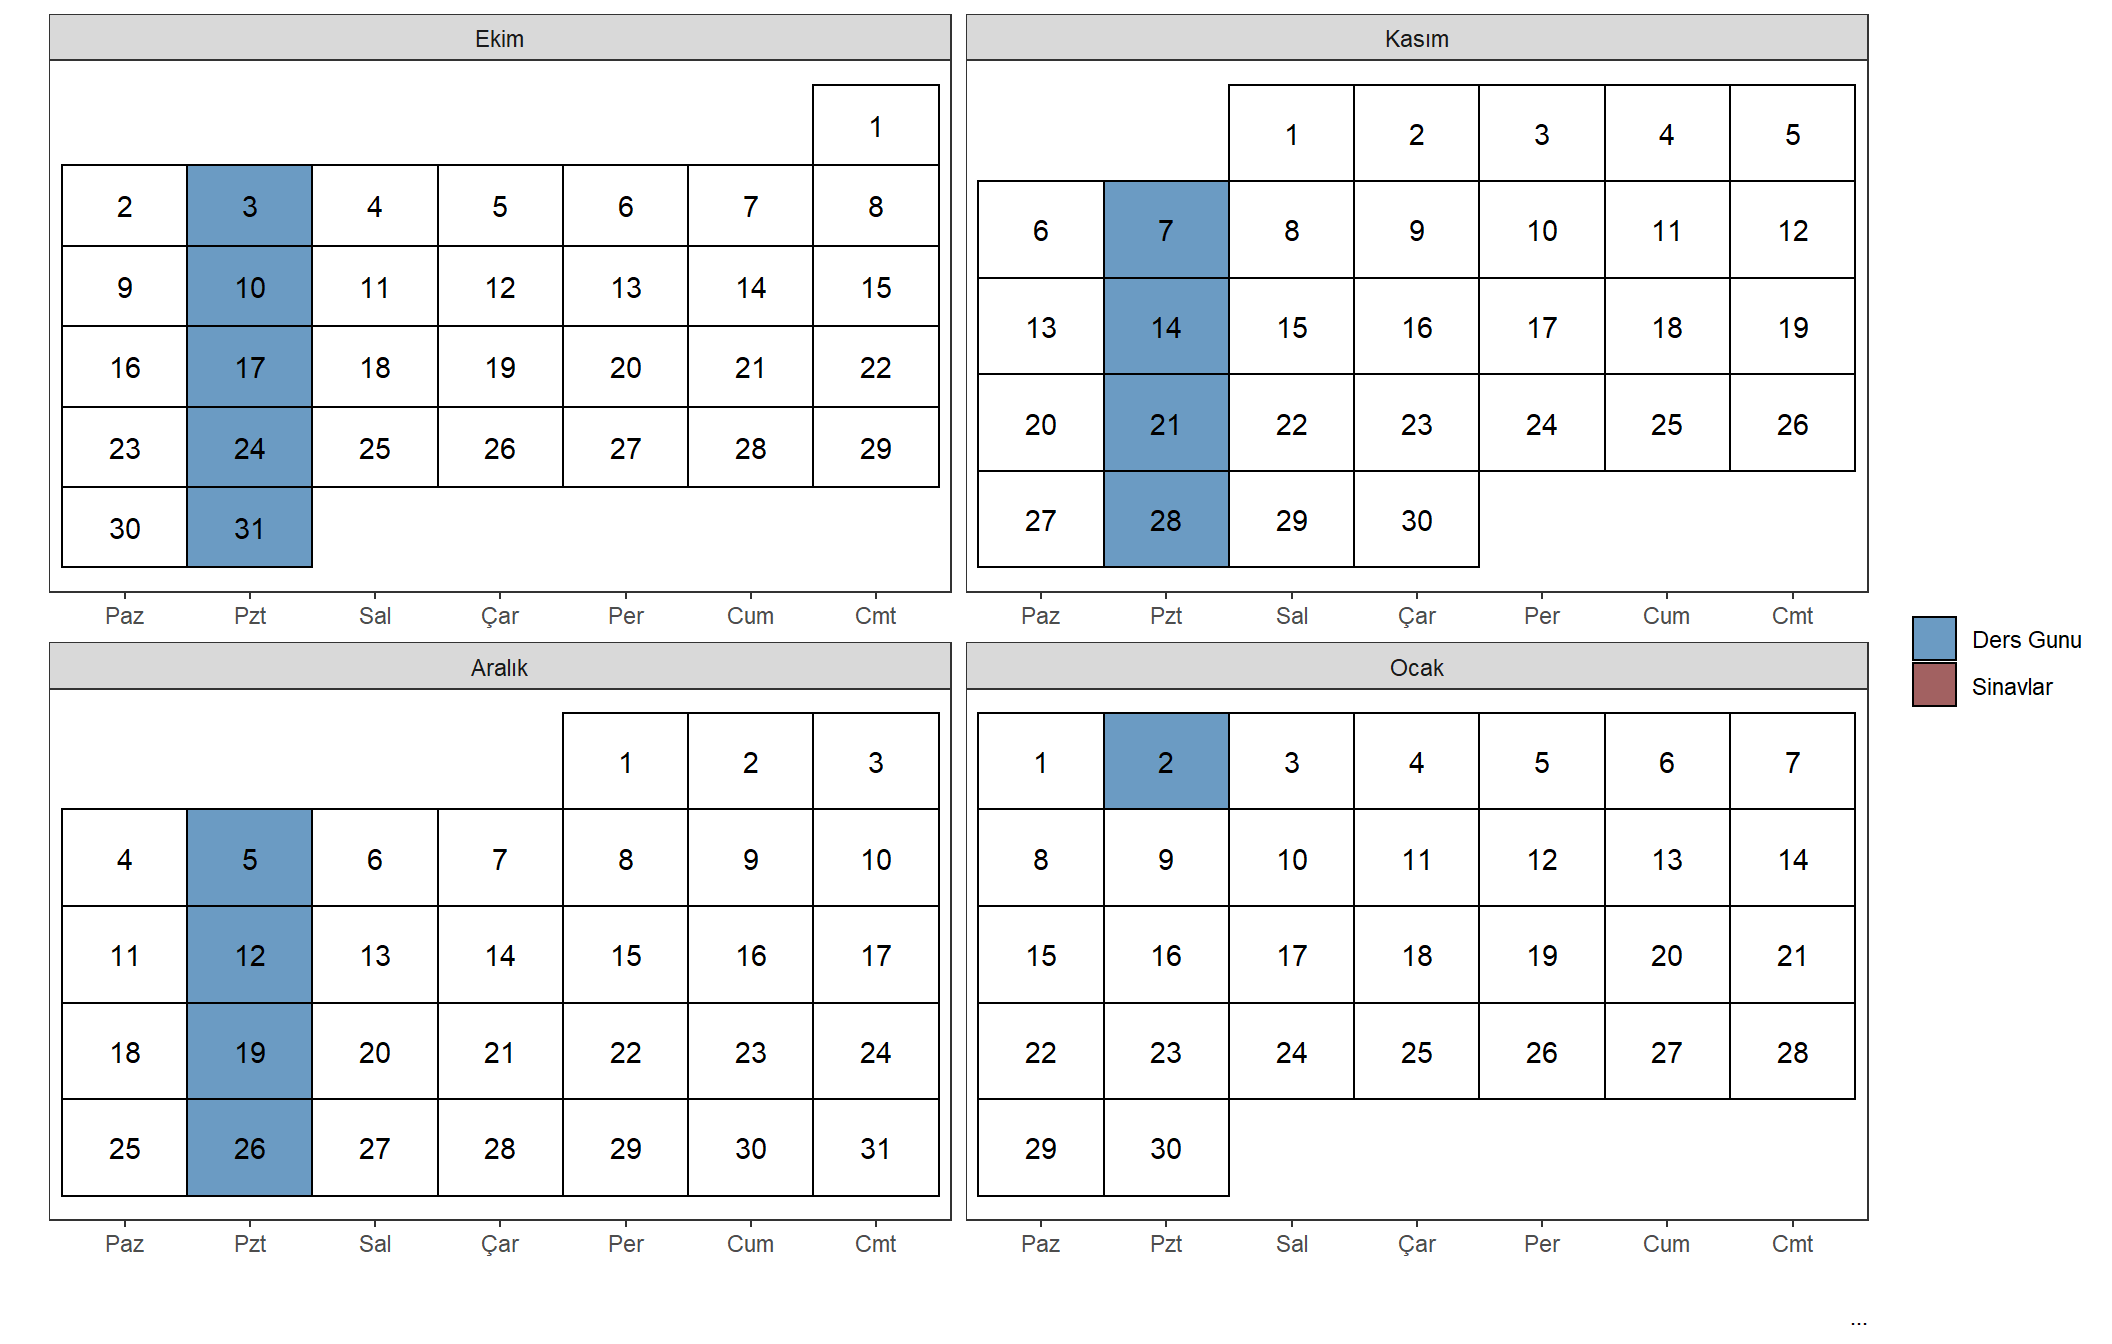 Ekim
1
2 3 4 5 6 7 8
9 10 11 12 13 14 15
16 17 18 19 20 21 22
23 24 25 26 27 28 29
30 31
Paz Pzt Sal Çar Per Cum Cmt
Kasım
1 2 3 4 5
6 7 8 9 10 11 12
13 14 15 16 17 18 19
20 21 22 23 24 25 26
27 28 29 30
Paz Pzt Sal Çar Per Cum Cmt
Aralık
1 2 3
4 5 6 7 8 9 10
11 12 13 14 15 16 17
18 19 20 21 22 23 24
25 26 27 28 29 30 31
Paz Pzt Sal Çar Per Cum Cmt
Ocak
1 2 3 4 5 6 7
8 9 10 11 12 13 14
15 16 17 18 19 20 21
22 23 24 25 26 27 28
29 30
Paz Pzt Sal Çar Per Cum Cmt
Ders Gunu
Sinavlar
...